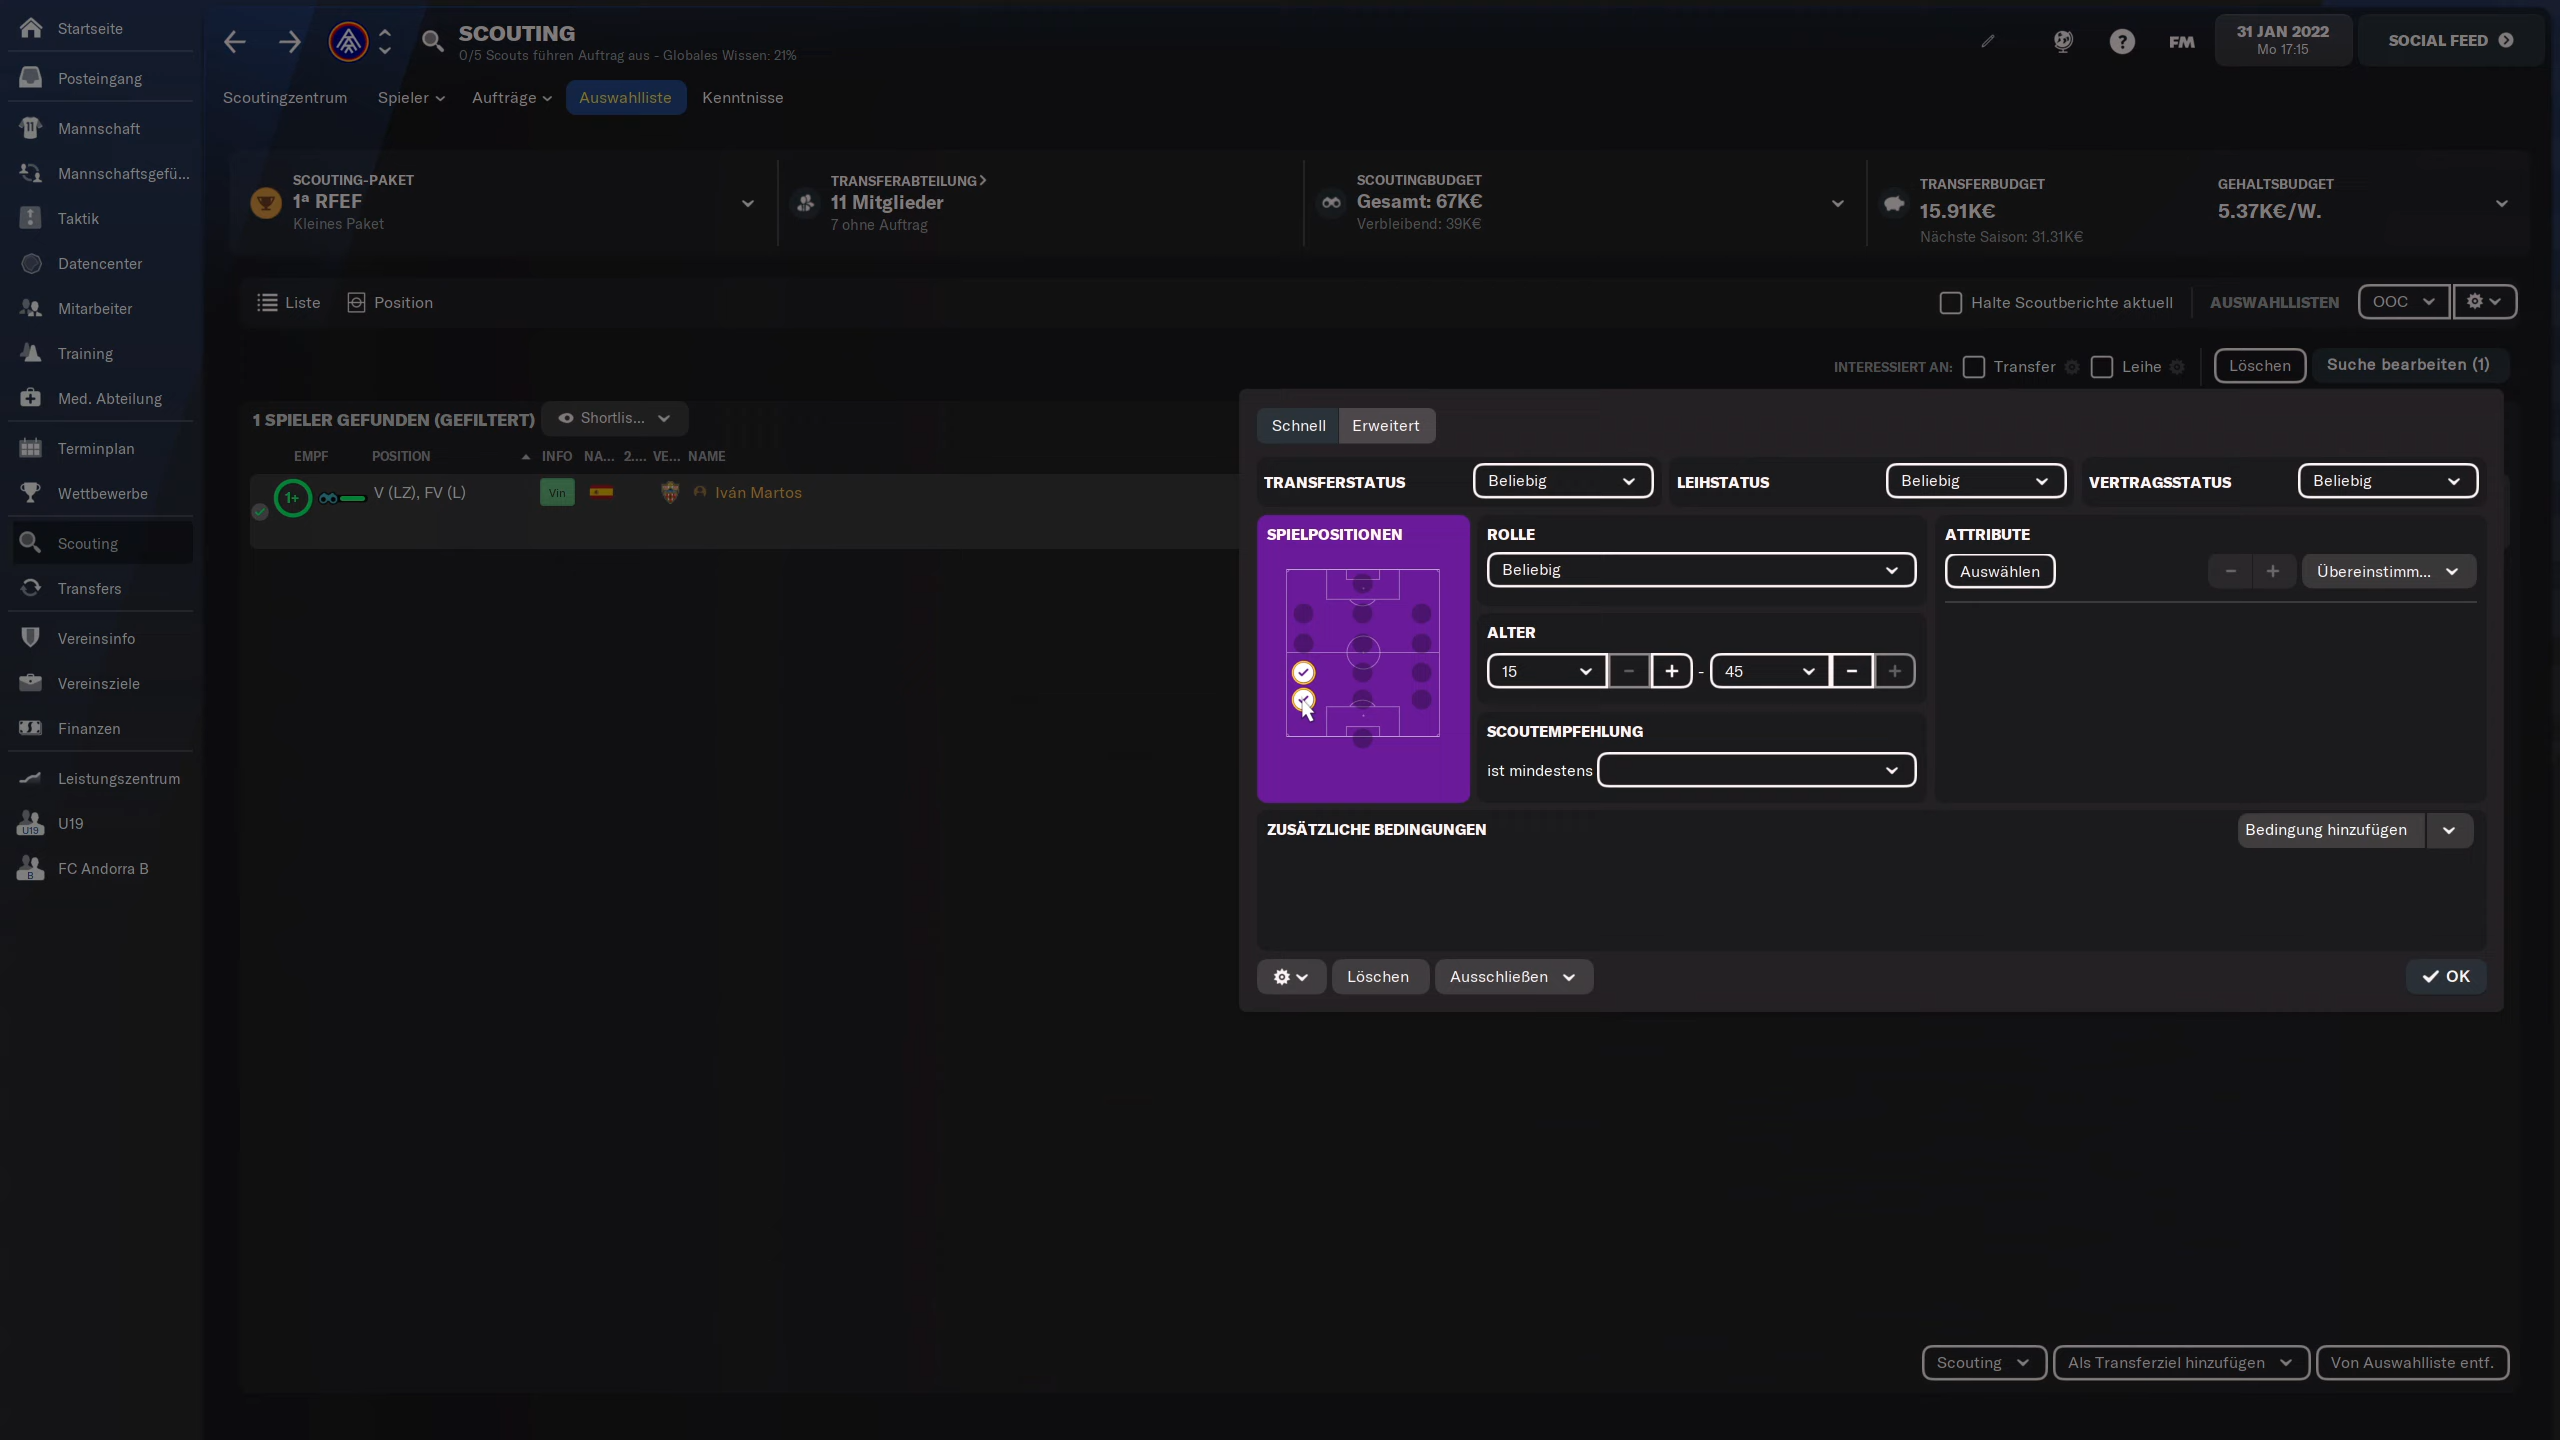 Startseite
Posteingang
Mannschaft
Mannschaftsgefü...
Taktik
Datencenter
Mitarbeiter
Training
Med. Abteilung
Terminplan
Wettbewerbe
Scouting
Transfers
Vereinsinfo
Vereinsziele
Finanzen
Leistungszentrum
U19
U19
B
FC Andorra B
SCOUTING
0/5 Scouts führen Auftrag aus - Globales Wissen: 21%
FM
31 JAN 2022
Mo 17:15
SOCIAL FEED
Scoutingzentrum Spieler Aufträge Auswahlliste Kenntnisse
SCOUTING-PAKET
1ª RFEF
Kleines Paket
TRANSFERABTEILUNG
11 Mitglieder
7 ohne Auftrag
SCOUTINGBUDGET
Gesamt: 67K€
Verbleibend: 39K€
TRANSFERBUDGET
15.91K€
Nächste Saison: 31.31K€
GEHALTSBUDGET
5.37K€/W.
Liste Position
Halte Scoutberichte aktuell AUSWAHLLISTEN OOC
INTERESSIERT AN: Transfer Leihe Löschen Suche bearbeiten (1)
1 SPIELER GEFUNDEN (GEFILTERT) Shortlis...
EMPF POSITION INFO NA... 2.... VE... NAME
1+ V (LZ), FV (L) Vin Iván Martos
Schnell Erweitert
TRANSFERSTATUS Beliebig LEIHSTATUS Beliebig VERTRAGSSTATUS Beliebig
SPIELPOSITIONEN
ROLLE
Beliebig
ALTER
15 - + - 45 - +
SCOUTEMPFEHLUNG
ist mindestens
ATTRIBUTE
Auswählen - + Übereinstimm...
ZUSÄTZLICHE BEDINGUNGEN Bedingung hinzufügen
Löschen Ausschließen OK
Scouting Als Transferziel hinzufügen Von Auswahlliste entf.